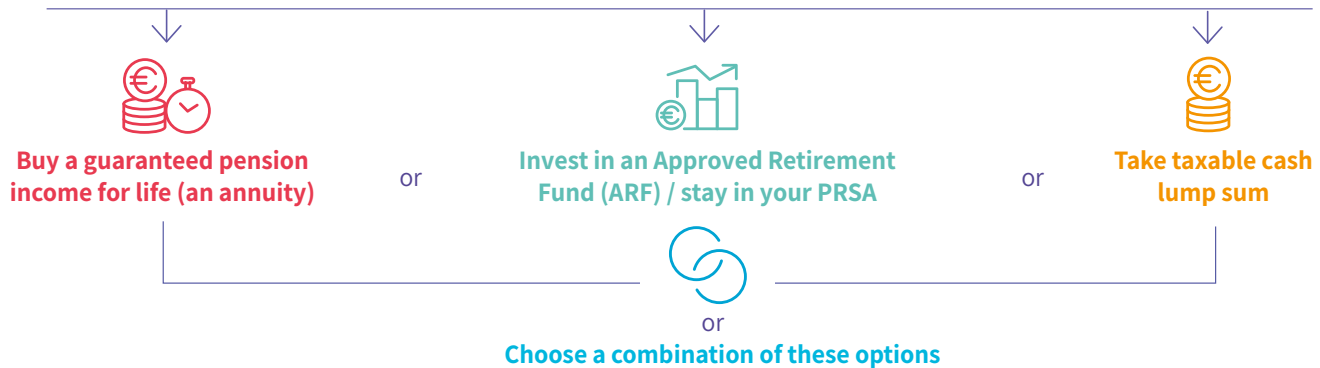 Buy a guaranteed pension
income for life (an annuity)
or
Invest in an Approved Retirement
Fund (ARF) / stay in your PRSA
or
Take taxable cash
lump sum
or
Choose a combination of these options